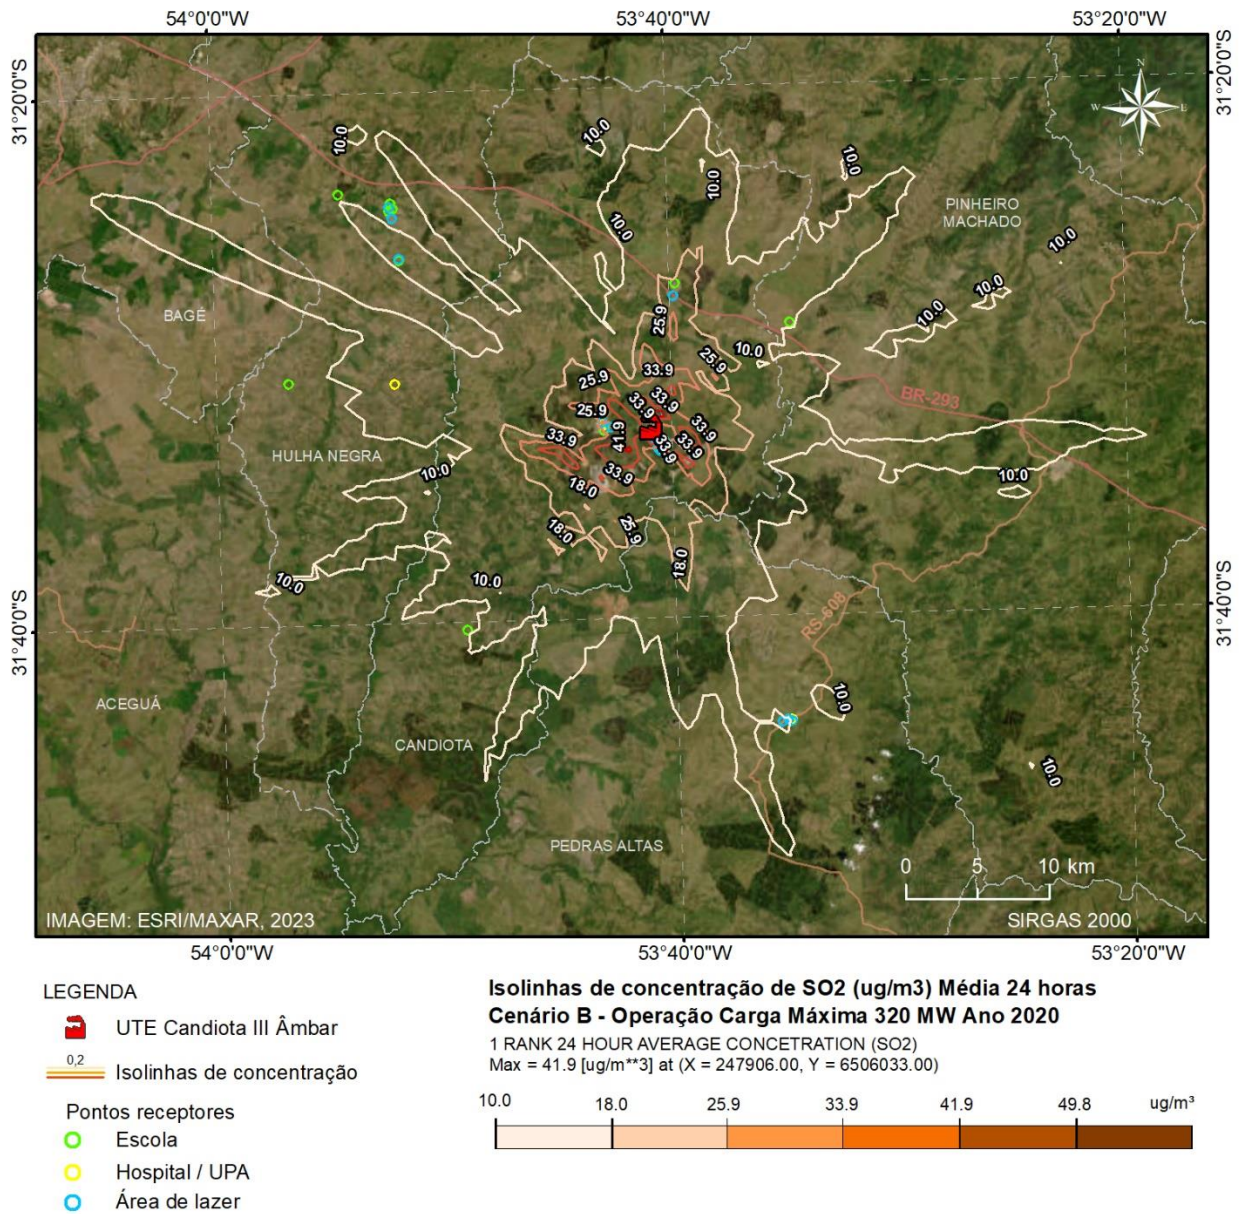 54°0'0"W
53°40'0"W
53°20'0"W
31°20'0"S
31°20'0"S
N
W
E
S
10.0
10.0
10.0
10.0
10.0
PINHEIRO
MACHADO
10.0
10.0
10.0
BAGÉ
25.9
10.0
25.9
33.9
25.9
33.9
33.9
25.9
BR-293
41.9
33.9
33.9
33.9
33.9
HULHA NEGRA
10.0
33.9
18.0
10.0
18.0
25.9
18.0
10.0
10.0
31°40'0"S
31°40'0"S
RS-608
ACEGUÁ
10.0
CANDIOTA
10.0
PEDRAS ALTAS
0 5 10 km
IMAGEM: ESRI/MAXAR, 2023
SIRGAS 2000
54°0'0"W
53°40'0"W
53°20'0"W
LEGENDA
UTE Candiota III Âmbar
0,2
Isolinhas de concentração
Pontos receptores
Escola
Hospital / UPA
Área de lazer
Isolinhas de concentração de SO2 (ug/m3) Média 24 horas
Cenário B - Operação Carga Máxima 320 MW Ano 2020
1 RANK 24 HOUR AVERAGE CONCETRATION (SO2)
Max = 41.9 [ug/m**3] at (X = 247906.00, Y = 6506033.00)
10.0 18.0 25.9 33.9 41.9 49.8 ug/m³